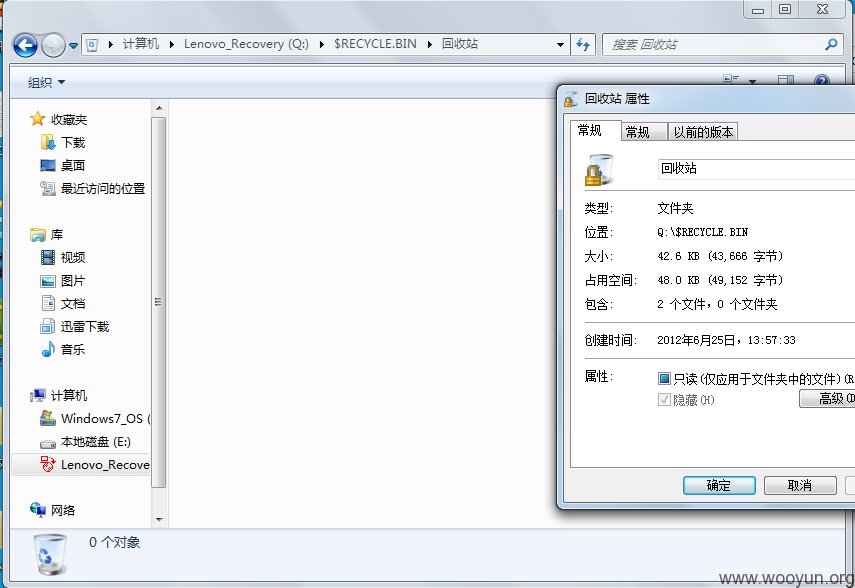 计算机 Lenovo_Recovery (Q:) $RECYCLE.BIN 回收站
搜索 回收站
组织
收藏夹
下载
桌面
最近访问的位置
库
视频
图片
文档
迅雷下载
音乐
计算机
Windows7_OS (
本地磁盘 (E:)
Lenovo_Recove
网络
0 个对象
回收站 属性
常规 常规 以前的版本
回收站
类型: 文件夹
位置: Q:\$RECYCLE.BIN
大小: 42.6 KB (43,666 字节)
占用空间: 48.0 KB (49,152 字节)
包含: 2 个文件，0 个文件夹
创建时间: 2012年6月25日，13:57:33
属性: 只读(仅应用于文件夹中的文件)(R
隐藏(H)
高级(D
确定 取消
www.wooyun.org